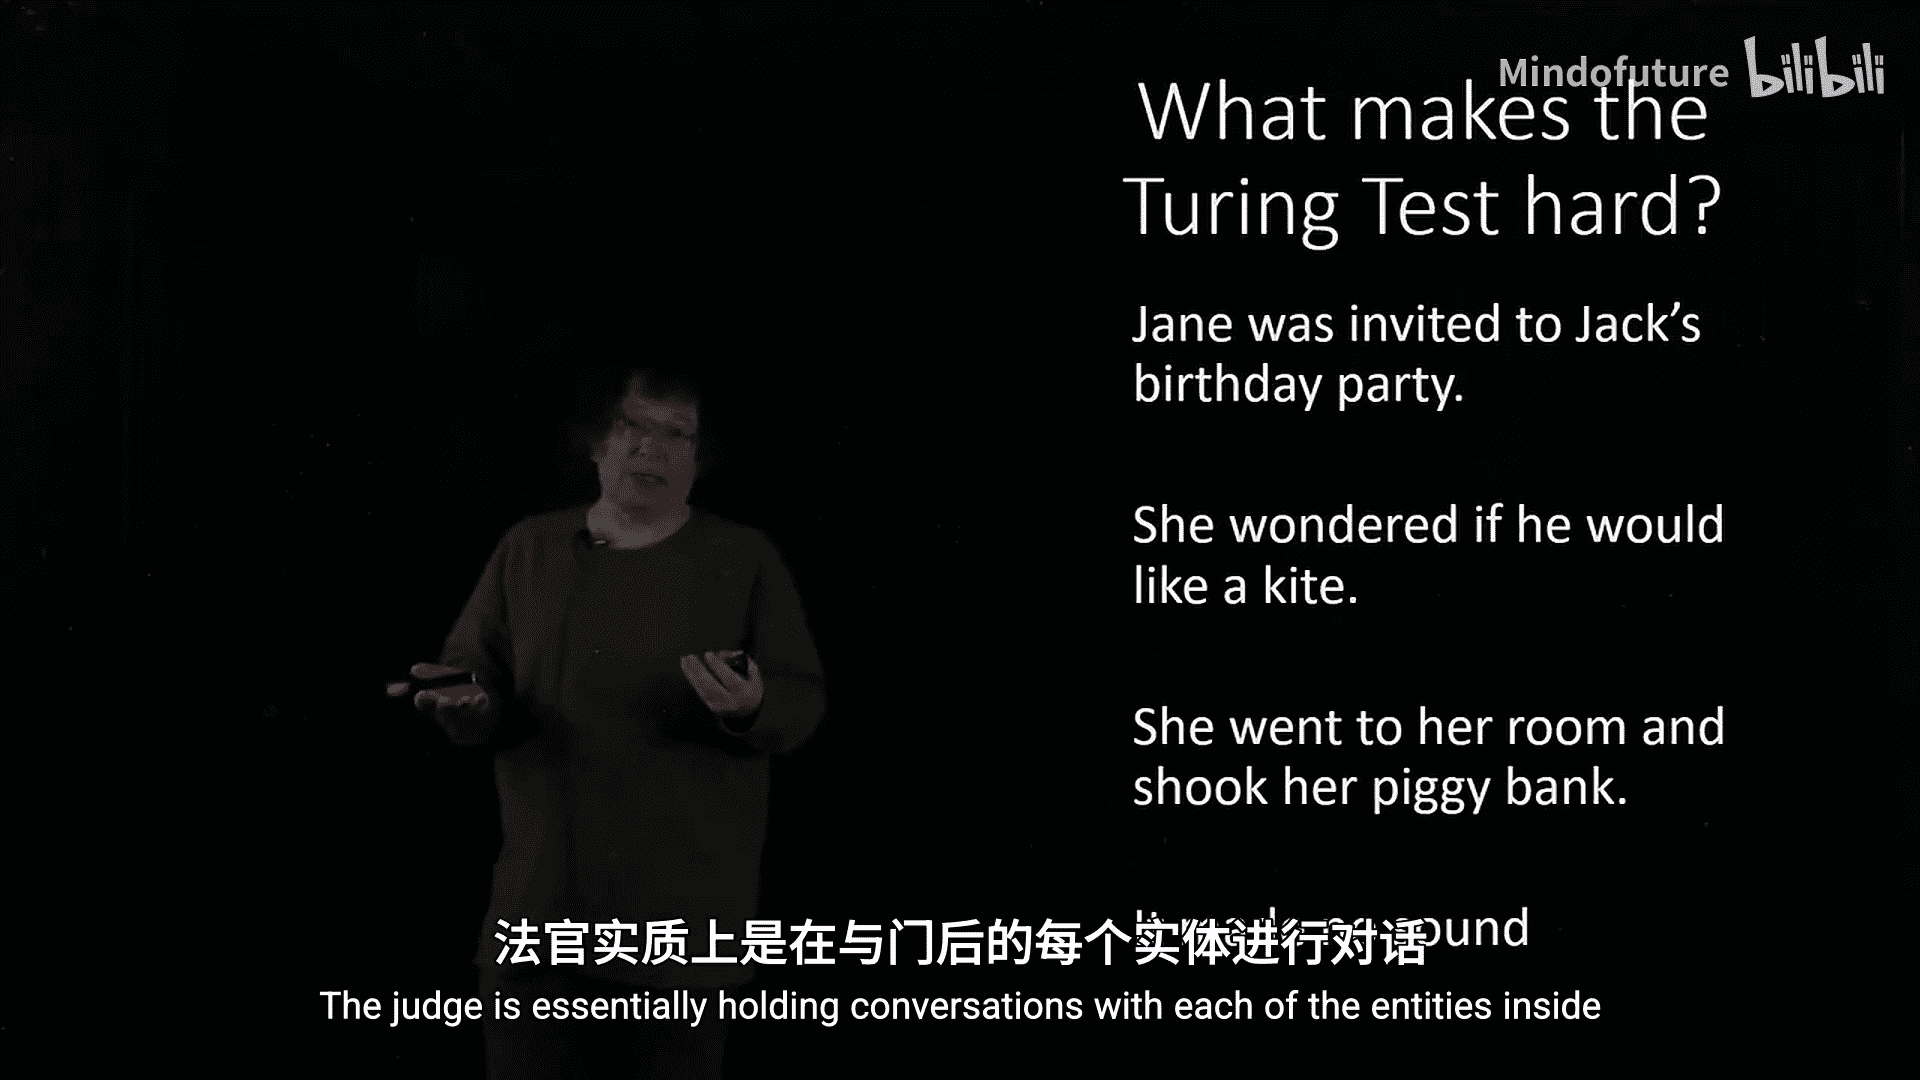 Mindofuture bilibili
What makes the
Turing Test hard?
Jane was invited to Jack's
birthday party.
She wondered if he would
like a kite.
She went to her room and
shook her piggy bank.
法官实质上是在与门后的每个实体进行对话
The judge is essentially holding conversations with each of the entities inside